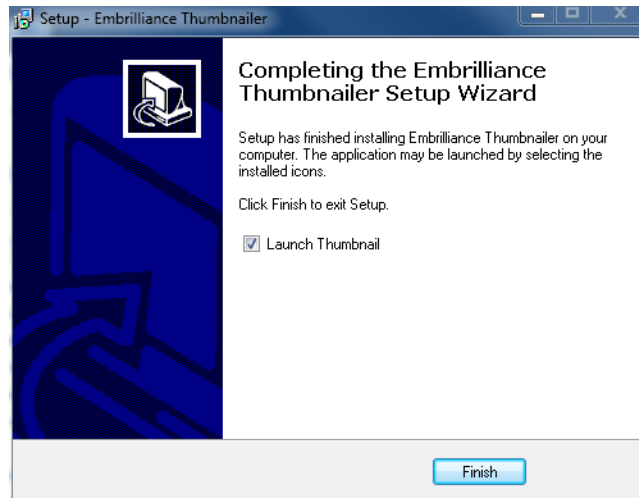 Setup - Embrilliance Thumbnailer
Completing the Embrilliance
Thumbnailer Setup Wizard
Setup has finished installing Embrilliance Thumbnailer on your
computer. The application may be launched by selecting the
installed icons.
Click Finish to exit Setup.
Launch Thumbnail
Finish